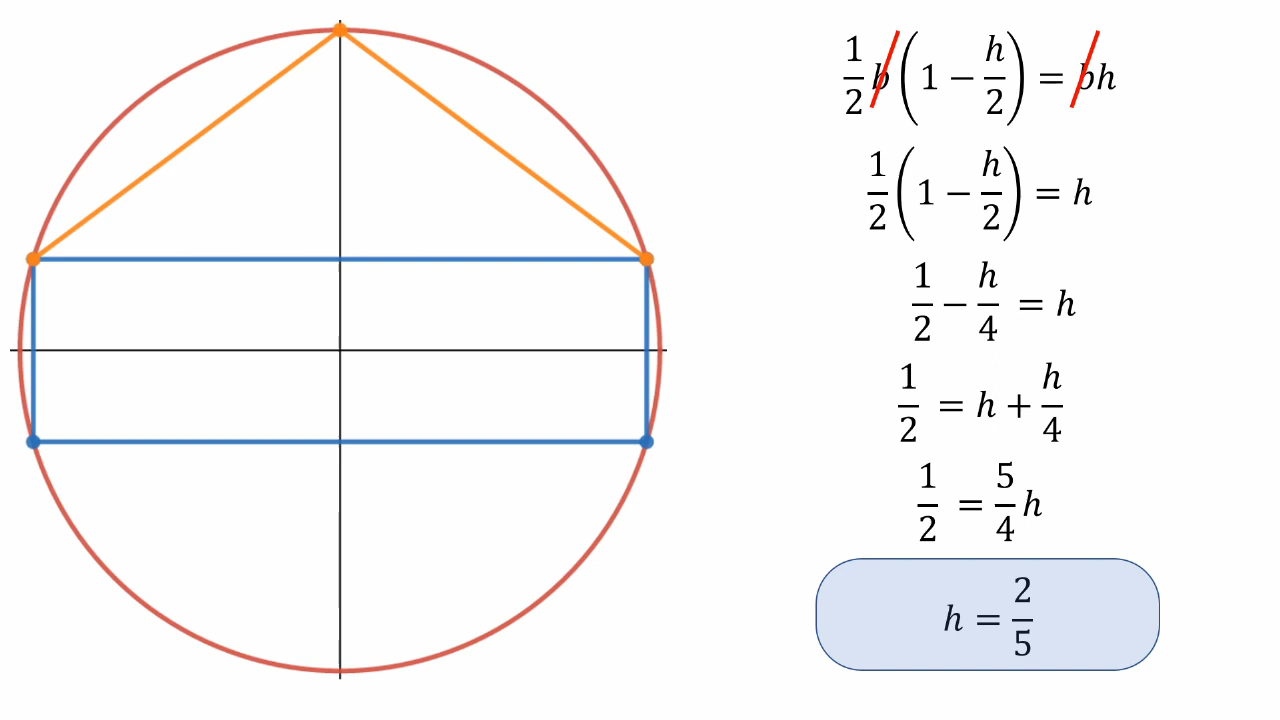 1/2 b(1 − h/2) = bh
1/2(1 − h/2) = h
1/2 − h/4 = h
1/2 = h + h/4
1/2 = 5/4 h
h = 2/5